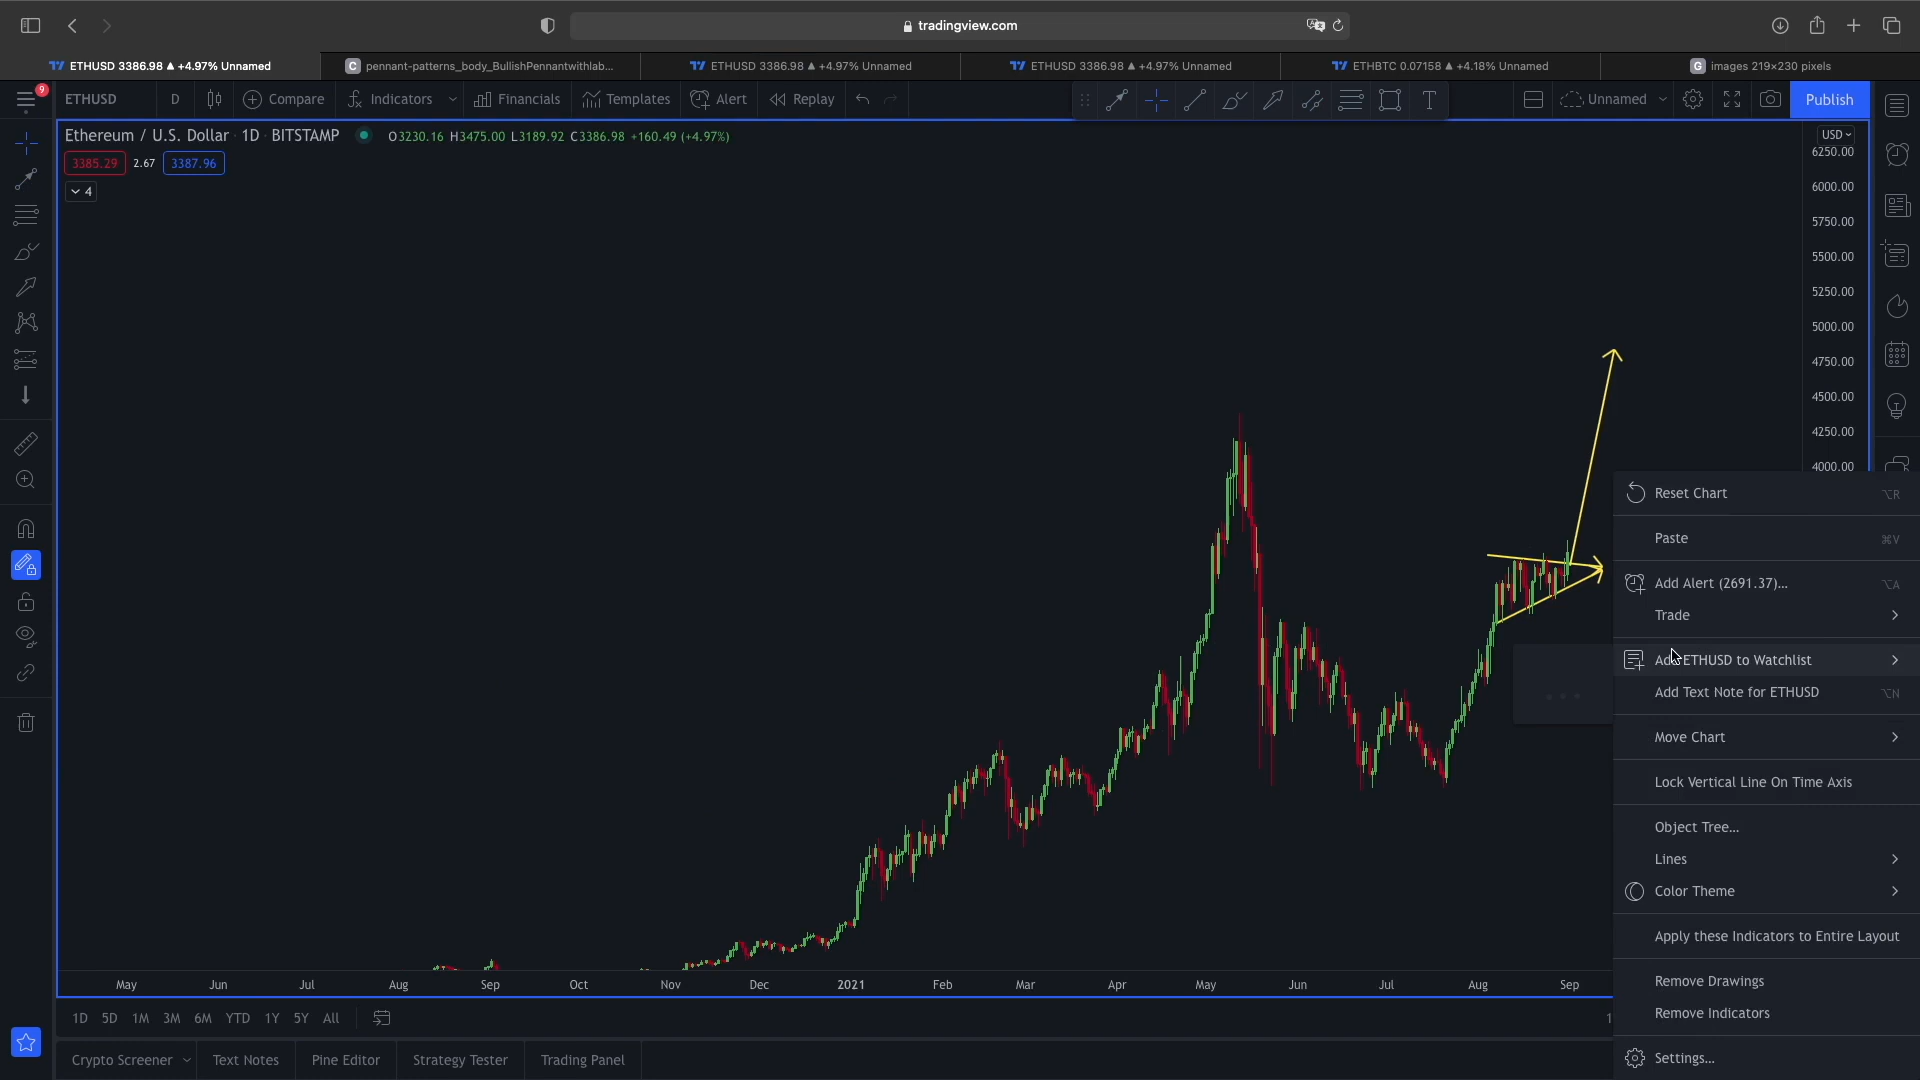 tradingview.com
ETHUSD 3386.98 ▲ +4.97% Unnamed
pennant-patterns_body_BullishPennantwithlab...
ETHUSD 3386.98 ▲ +4.97% Unnamed
ETHUSD 3386.98 ▲ +4.97% Unnamed
ETHBTC 0.07158 ▲ +4.18% Unnamed
G images 219×230 pixels
9
ETHUSD D Compare Indicators Financials Templates Alert Replay T Unnamed Publish
Ethereum / U.S. Dollar 1D BITSTAMP O3230.16 H3475.00 L3189.92 C3386.98 +160.49 (+4.97%)
USD
3385.29 2.67 3387.96
4
6250.00
6000.00
5750.00
5500.00
5250.00
5000.00
4750.00
4500.00
4250.00
4000.00
Reset Chart ⌥R
Paste ⌘V
Add Alert (2691.37)... ⌥A
Trade
Add ETHUSD to Watchlist
Add Text Note for ETHUSD ⌥N
Move Chart
Lock Vertical Line On Time Axis
Object Tree...
Lines
Color Theme
Apply these Indicators to Entire Layout
Remove Drawings
Remove Indicators
Settings...
May Jun Jul Aug Sep Oct Nov Dec 2021 Feb Mar Apr May Jun Jul Aug Sep
1D 5D 1M 3M 6M YTD 1Y 5Y All
Crypto Screener Text Notes Pine Editor Strategy Tester Trading Panel